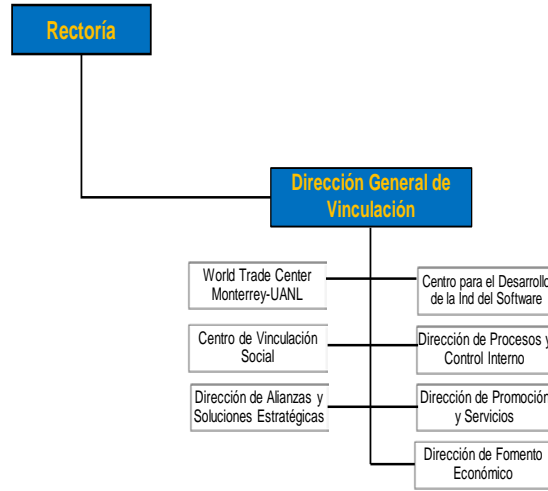 Rectoría
Dirección General de
Vinculación
World Trade Center
Monterrey-UANL
Centro para el Desarrollo
de la Ind del Software
Centro de Vinculación
Social
Dirección de Procesos y
Control Interno
Dirección de Alianzas y
Soluciones Estratégicas
Dirección de Promoción
y Servicios
Dirección de Fomento
Económico